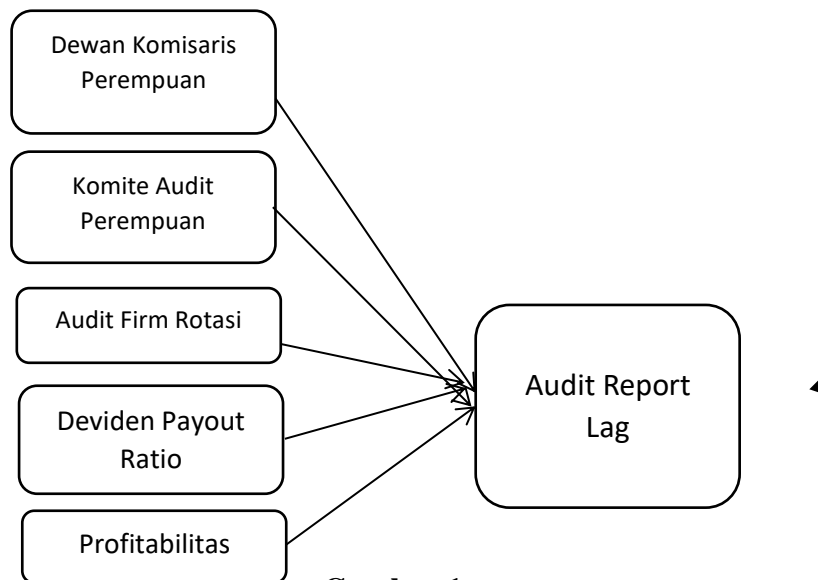 Dewan Komisaris
Perempuan
Komite Audit
Perempuan
Audit Firm Rotasi
Deviden Payout
Ratio
Profitabilitas
Audit Report
Lag